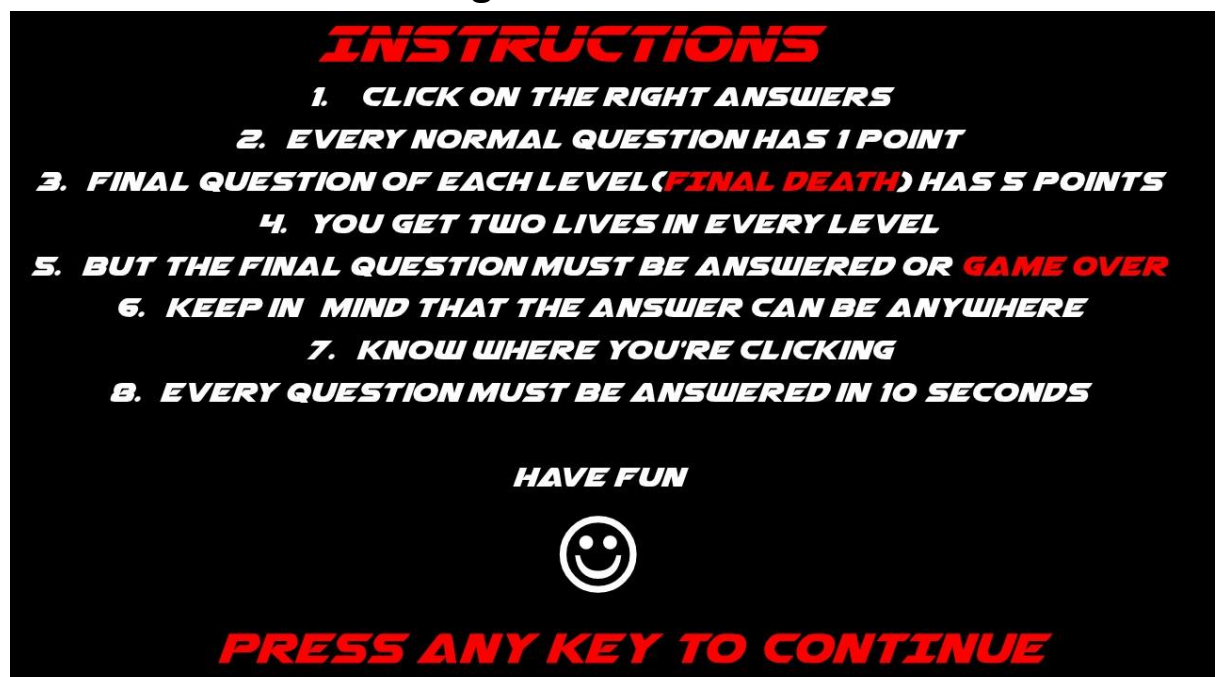 INSTRUCTIONS
1. CLICK ON THE RIGHT ANSWERS
2. EVERY NORMAL QUESTION HAS 1 POINT
3. FINAL QUESTION OF EACH LEVEL(FINAL DEATH) HAS 5 POINTS
4. YOU GET TWO LIVES IN EVERY LEVEL
5. BUT THE FINAL QUESTION MUST BE ANSWERED OR GAME OVER
6. KEEP IN MIND THAT THE ANSWER CAN BE ANYWHERE
7. KNOW WHERE YOU'RE CLICKING
8. EVERY QUESTION MUST BE ANSWERED IN 10 SECONDS
HAVE FUN
PRESS ANY KEY TO CONTINUE